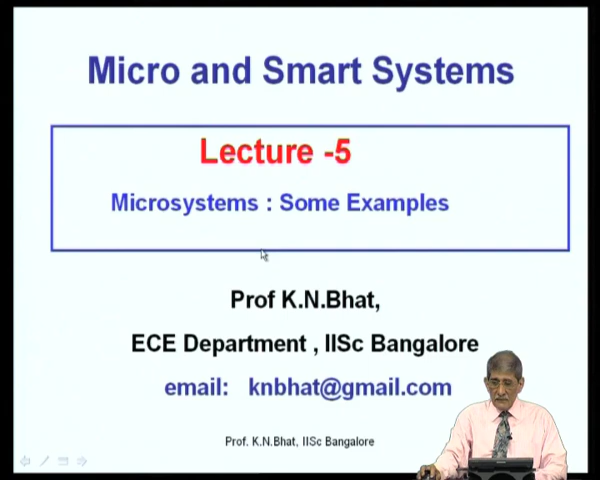 Micro and Smart Systems
Lecture -5
Microsystems : Some Examples
Prof K.N.Bhat,
ECE Department , IISc Bangalore
email: knbhat@gmail.com
Prof. K.N.Bhat, IISc Bangalore